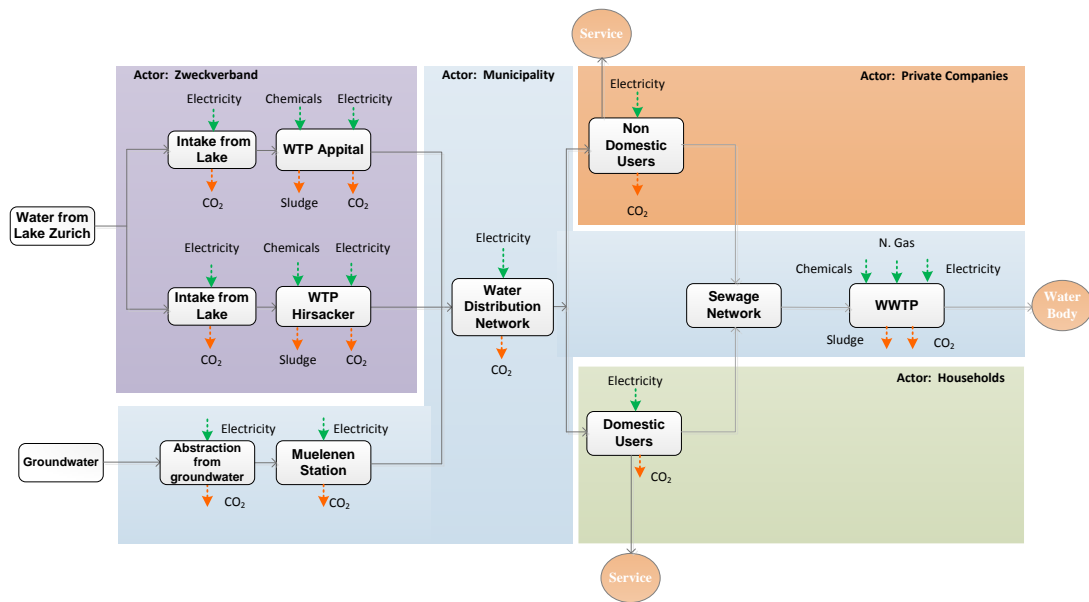 Service
Actor: Zweckverband
Actor: Municipality
Actor: Private Companies
Electricity
Chemicals
Electricity
Electricity
Intake from
Lake
WTP Appital
Non
Domestic
Users
CO₂
Sludge
CO₂
CO₂
Water from
Lake Zurich
Electricity
Chemicals
Electricity
Electricity
N. Gas
Chemicals
Electricity
Intake from
Lake
WTP
Hirsacker
Water
Distribution
Network
Sewage
Network
WWTP
Water
Body
CO₂
Sludge
CO₂
CO₂
Sludge
CO₂
Actor: Households
Electricity
Electricity
Electricity
Domestic
Users
Groundwater
Abstraction
from
groundwater
Muelenen
Station
CO₂
CO₂
CO₂
Service